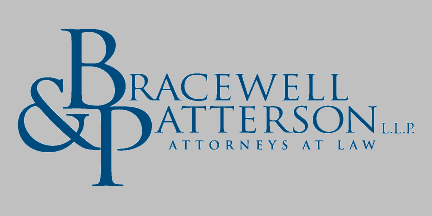 BRACEWELL
& PATTERSON L.L.P.
ATTORNEYS AT LAW